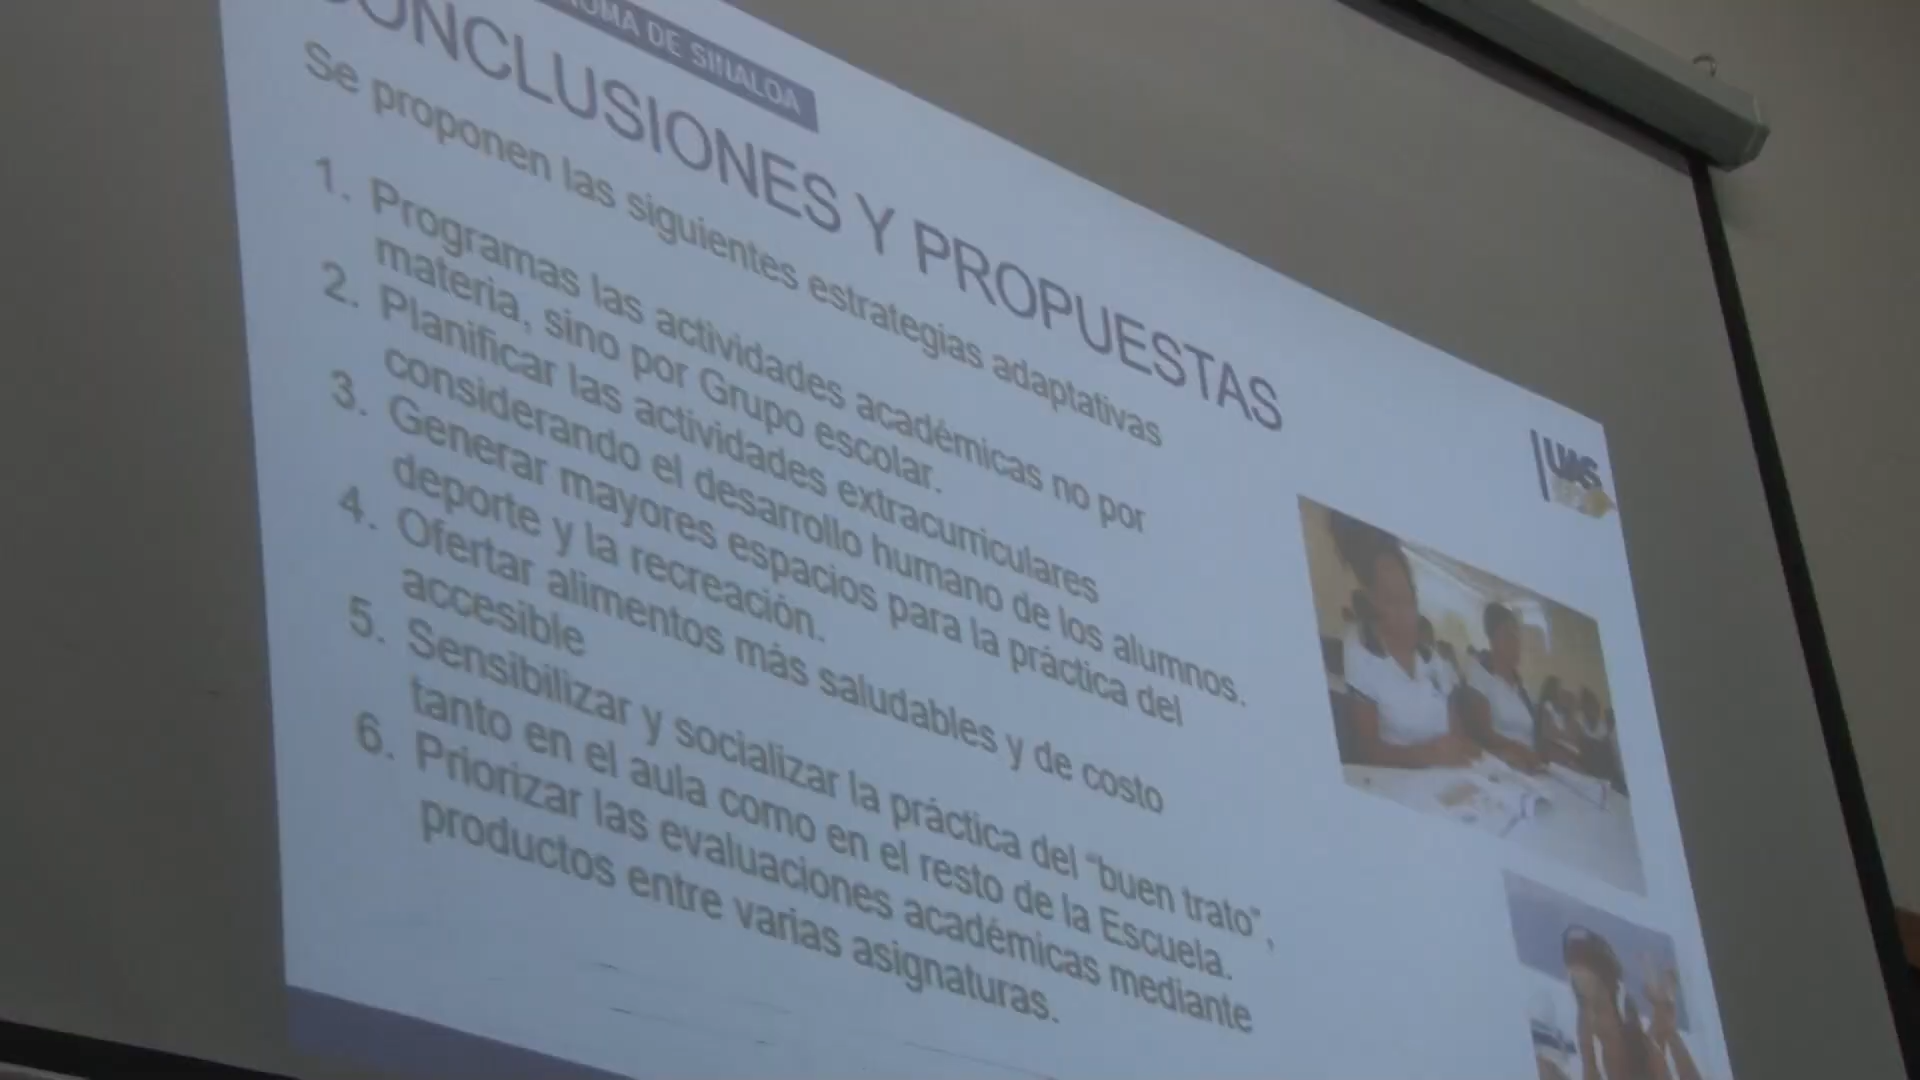 NOMA DE SINALOA
CONCLUSIONES Y PROPUESTAS
Se proponen las siguientes estrategias adaptativas
1. Programas las actividades académicas no por
materia, sino por Grupo escolar.
2. Planificar las actividades extracurriculares
considerando el desarrollo humano de los alumnos.
3. Generar mayores espacios para la práctica del
deporte y la recreación.
4. Ofertar alimentos más saludables y de costo
accesible
5. Sensibilizar y socializar la práctica del “buen trato”,
tanto en el aula como en el resto de la Escuela.
6. Priorizar las evaluaciones académicas mediante
productos entre varias asignaturas.
UAS